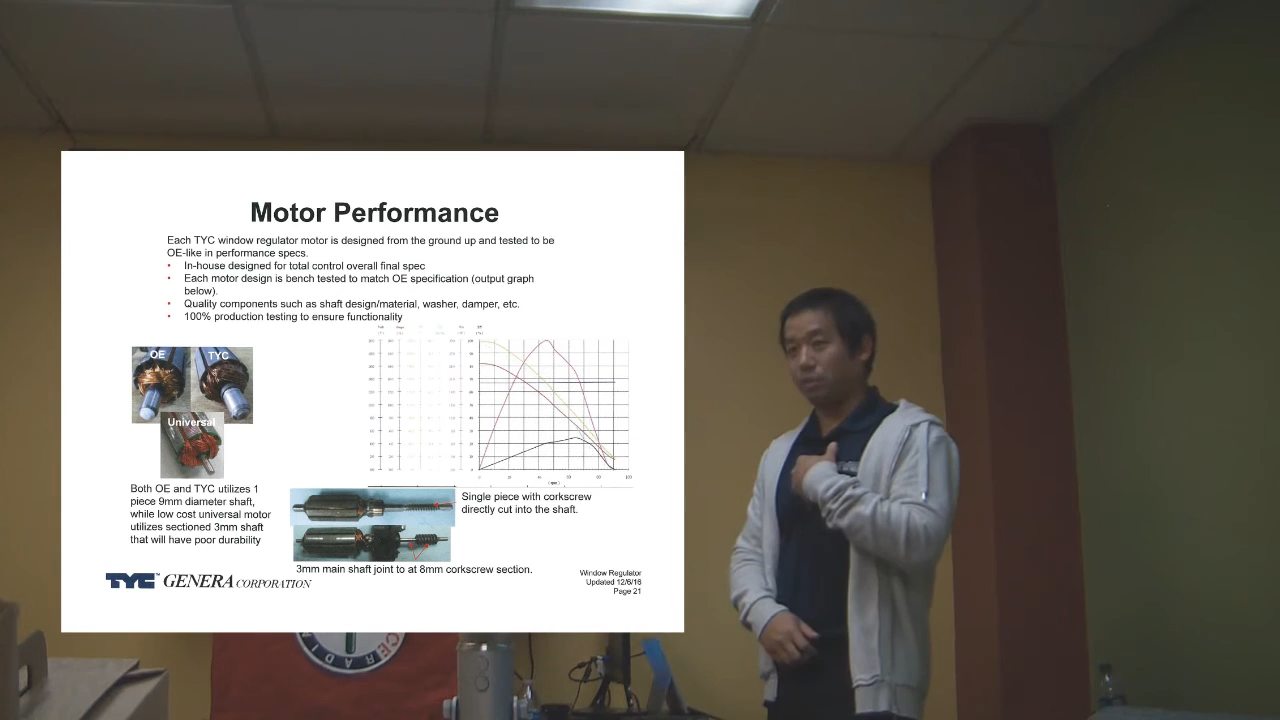 Motor Performance
Each TYC window regulator motor is designed from the ground up and tested to be
OE-like in performance specs.
• In-house designed for total control overall final spec
• Each motor design is bench tested to match OE specification (output graph
below).
• Quality components such as shaft design/material, washer, damper, etc.
• 100% production testing to ensure functionality
OE
TYC
Universal
Both OE and TYC utilizes 1
piece 9mm diameter shaft,
while low cost universal motor
utilizes sectioned 3mm shaft
that will have poor durability
Single piece with corkscrew
directly cut into the shaft.
3mm main shaft joint to at 8mm corkscrew section.
TYC™ GENERA CORPORATION
Window Regulator
Updated 12/6/16
Page 21
8